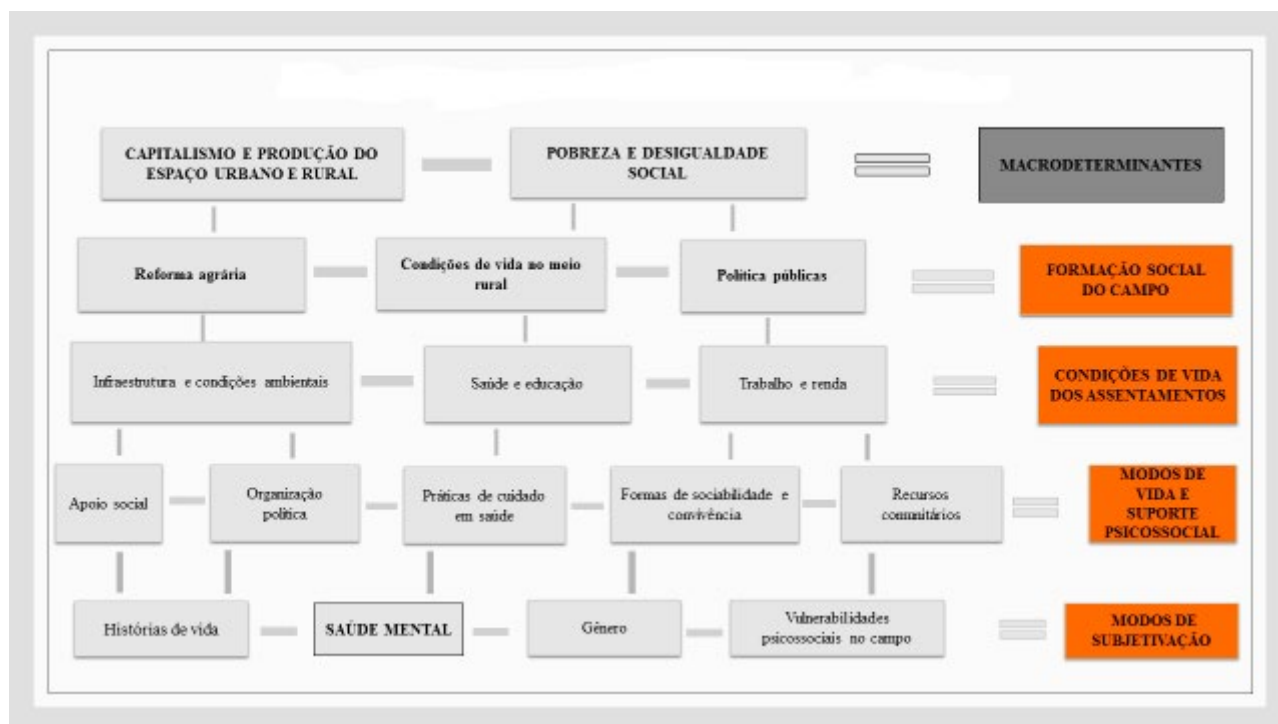 CAPITALISMO E PRODUÇÃO DO
ESPAÇO URBANO E RURAL
POBREZA E DESIGUALDADE
SOCIAL
MACRODETERMINANTES
Reforma agrária
Condições de vida no meio
rural
Política públicas
FORMAÇÃO SOCIAL
DO CAMPO
Infraestrutura e condições ambientais
Saúde e educação
Trabalho e renda
CONDIÇÕES DE VIDA
DOS ASSENTAMENTOS
Apoio social
Organização
política
Práticas de cuidado
em saúde
Formas de sociabilidade e
convivência
Recursos
comunitários
MODOS DE
VIDA E
SUPORTE
PSICOSSOCIAL
Histórias de vida
SAÚDE MENTAL
Gênero
Vulnerabilidades
psicossociais no campo
MODOS DE
SUBJETIVAÇÃO